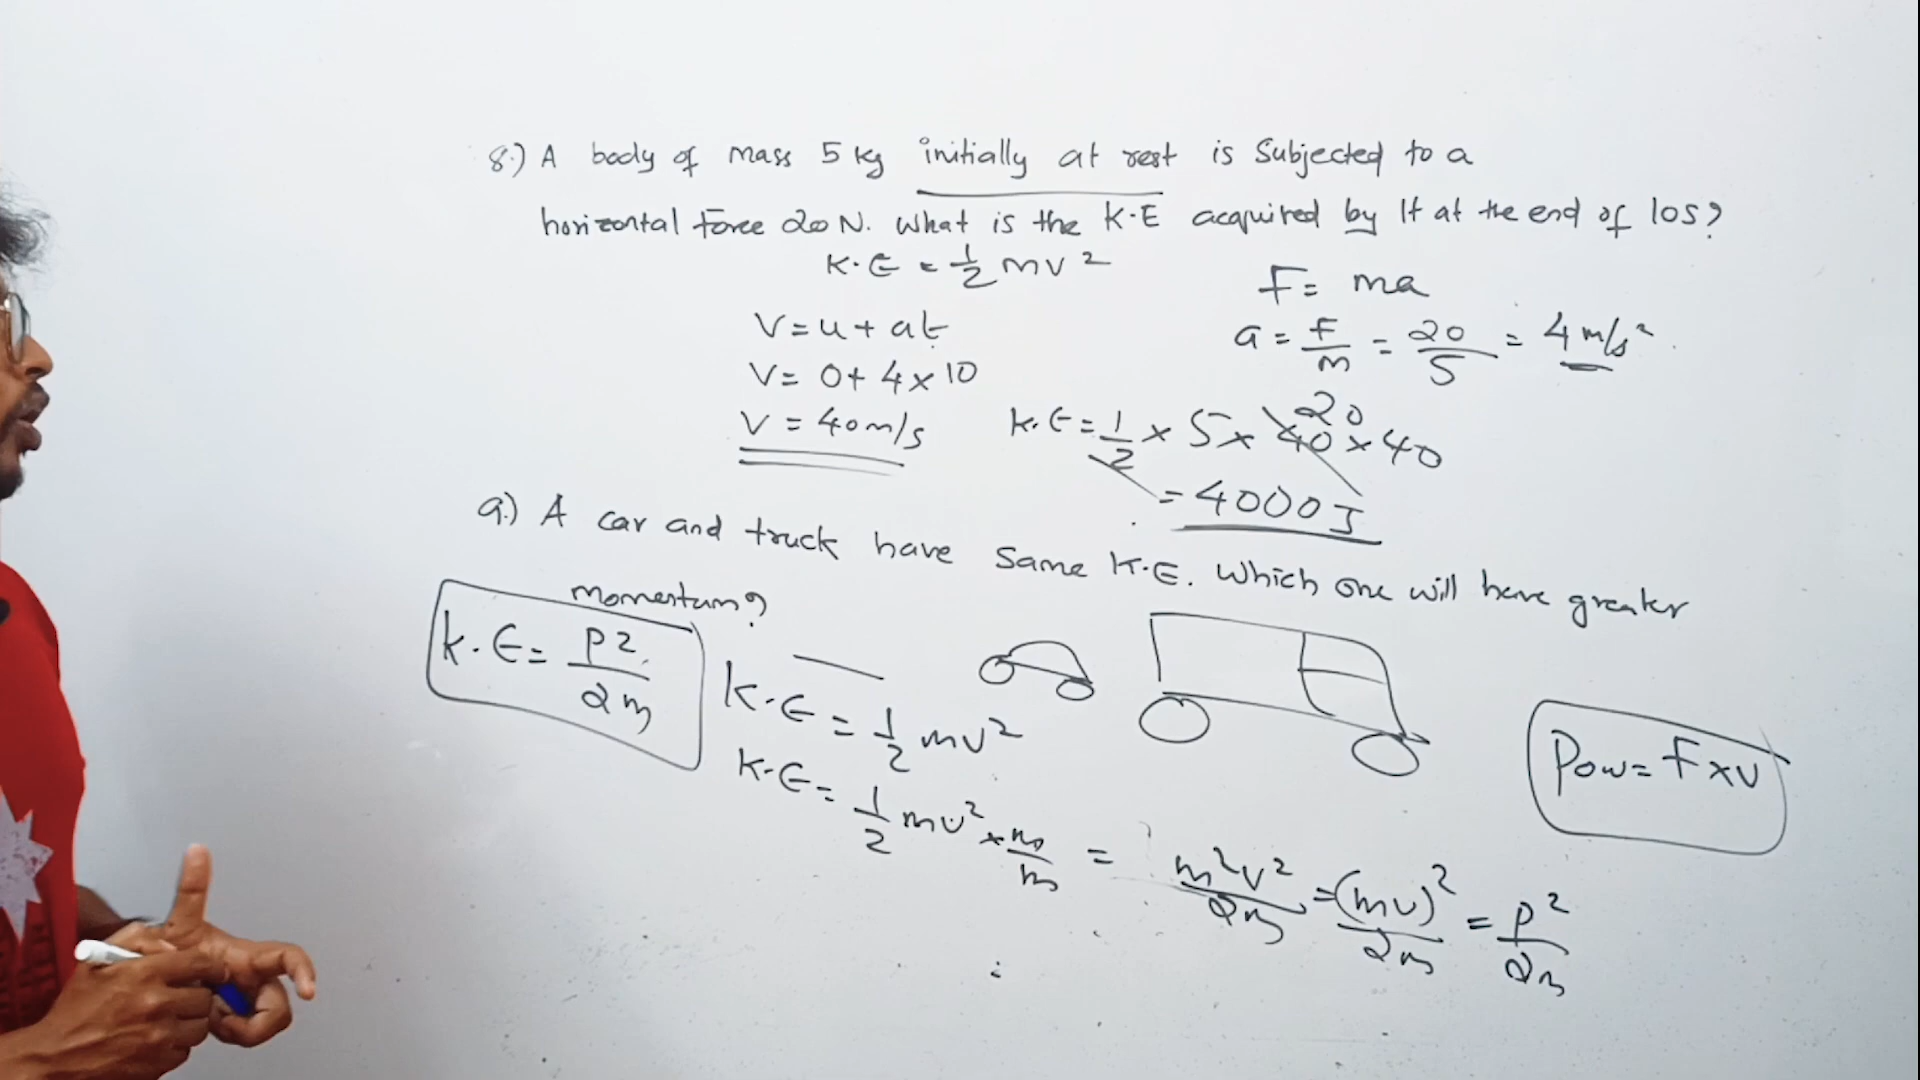 8.) A body of mass 5 kg initially at rest is Subjected to a
horizontal Force 20 N. What is the K.E acquired by It at the end of 10s?
K.E = 1/2 mv²
F = ma
V = u + at
a = F/m = 20/5 = 4 m/s²
V = 0 + 4 x 10
20
V = 40 m/s
K.E = 1/2 x 5 x 40 x 40
= 4000 J
9.) A car and truck have Same K.E. Which one will have greater
momentum?
K.E = P²/2m
K.E = 1/2 mv²
Pow = F x v
K.E = 1/2 mv² x m/m = m²v²/2m = (mv)²/2m = P²/2m